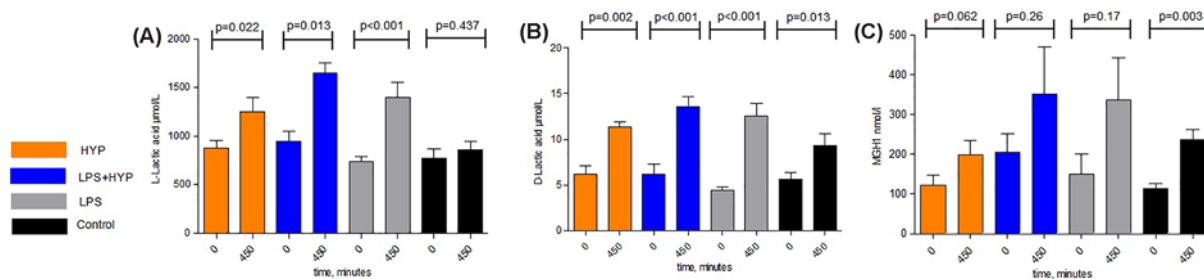 HYP
LPS+HYP
LPS
Control
(A)
p=0.022 p=0.013 p<0.001 p=0.437
L-Lactic acid µmol/L
2000
1500
1000
500
0
0 450 0 450 0 450 0 450
time, minutes
(B)
p=0.002 p<0.001 p<0.001 p=0.013
D.Lactic acid µmol/L
20
15
10
5
0
0 450 0 450 0 450 0 450
time, minutes
(C)
p=0.062 p=0.26 p=0.17 p=0.003
MGH1 nmol/l
500
400
300
200
100
0
0 450 0 450 0 450 0 450
time, minutes